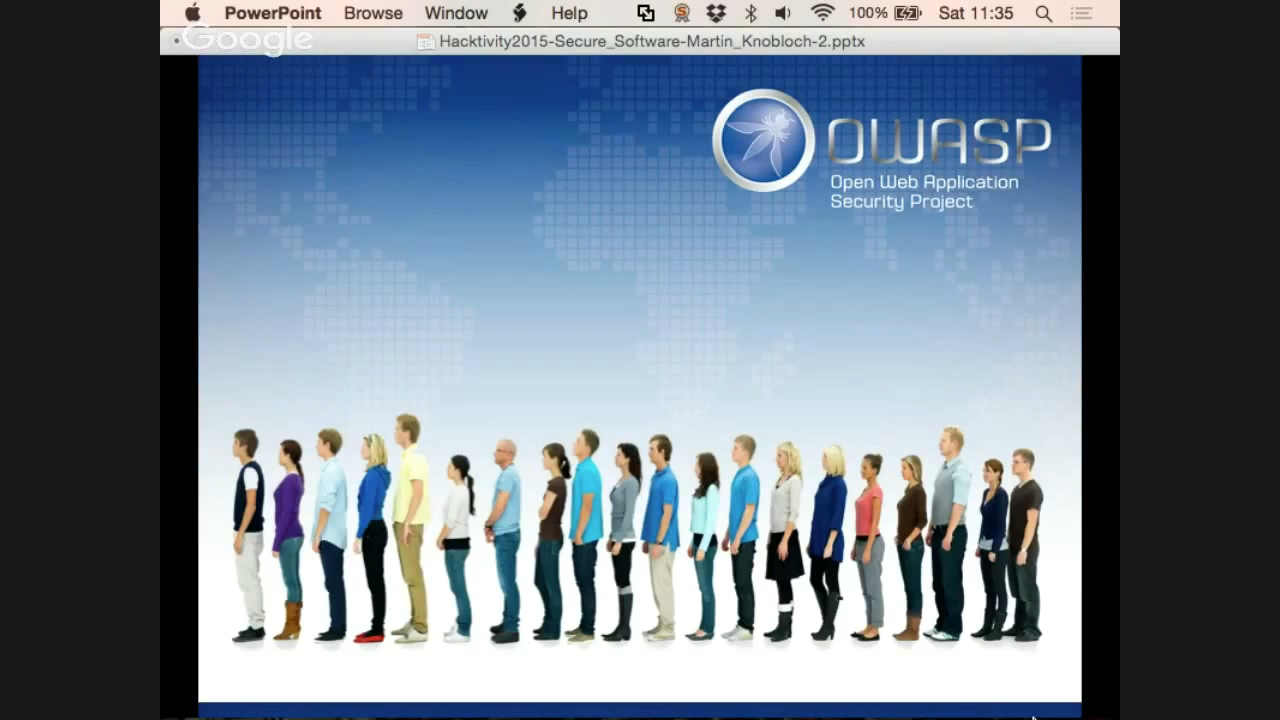 PowerPoint Browse Window Help 100% Sat 11:35
Google
Hacktivity2015-Secure_Software-Martin_Knobloch-2.pptx
OWASP
Open Web Application
Security Project